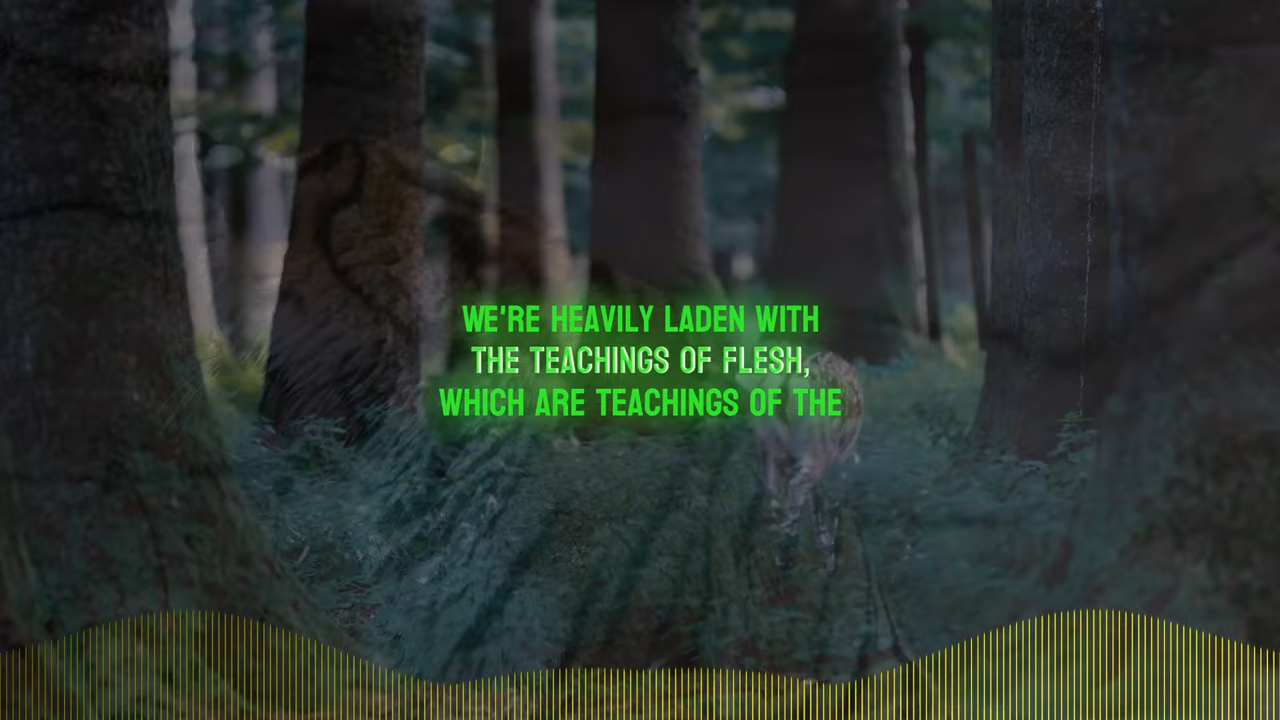 WE'RE HEAVILY LADEN WITH
THE TEACHINGS OF FLESH,
WHICH ARE TEACHINGS OF THE